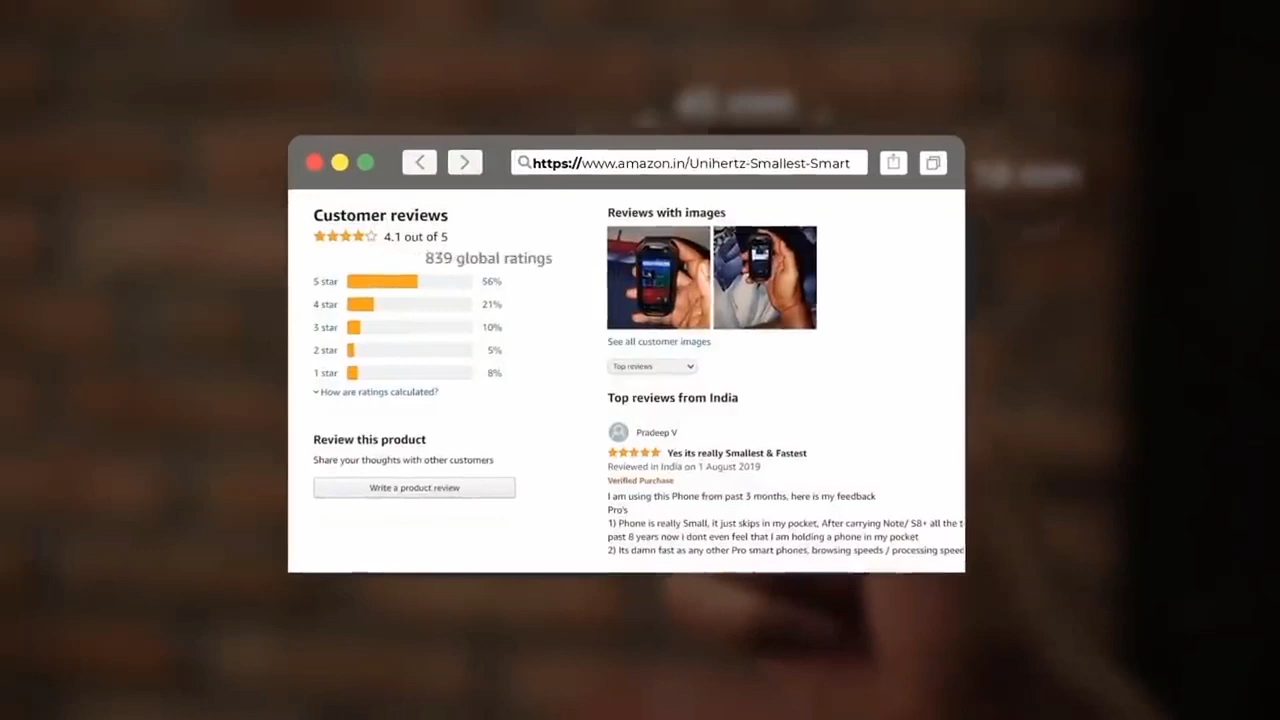 https://www.amazon.in/Unihertz-Smallest-Smart
Customer reviews
4.1 out of 5
839 global ratings
5 star 56%
4 star 21%
3 star 10%
2 star 5%
1 star 8%
How are ratings calculated?
Review this product
Share your thoughts with other customers
Write a product review
Reviews with images
See all customer images
Top reviews
Top reviews from India
Pradeep V
Yes its really Smallest & Fastest
Reviewed in India on 1 August 2019
Verified Purchase
I am using this Phone from past 3 months, here is my feedback
Pro's
1) Phone is really Small, it just skips in my pocket, After carrying Note/ S8+ all the t
past 8 years now i dont even feel that I am holding a phone in my pocket
2) Its damn fast as any other Pro smart phones, browsing speeds / processing speed